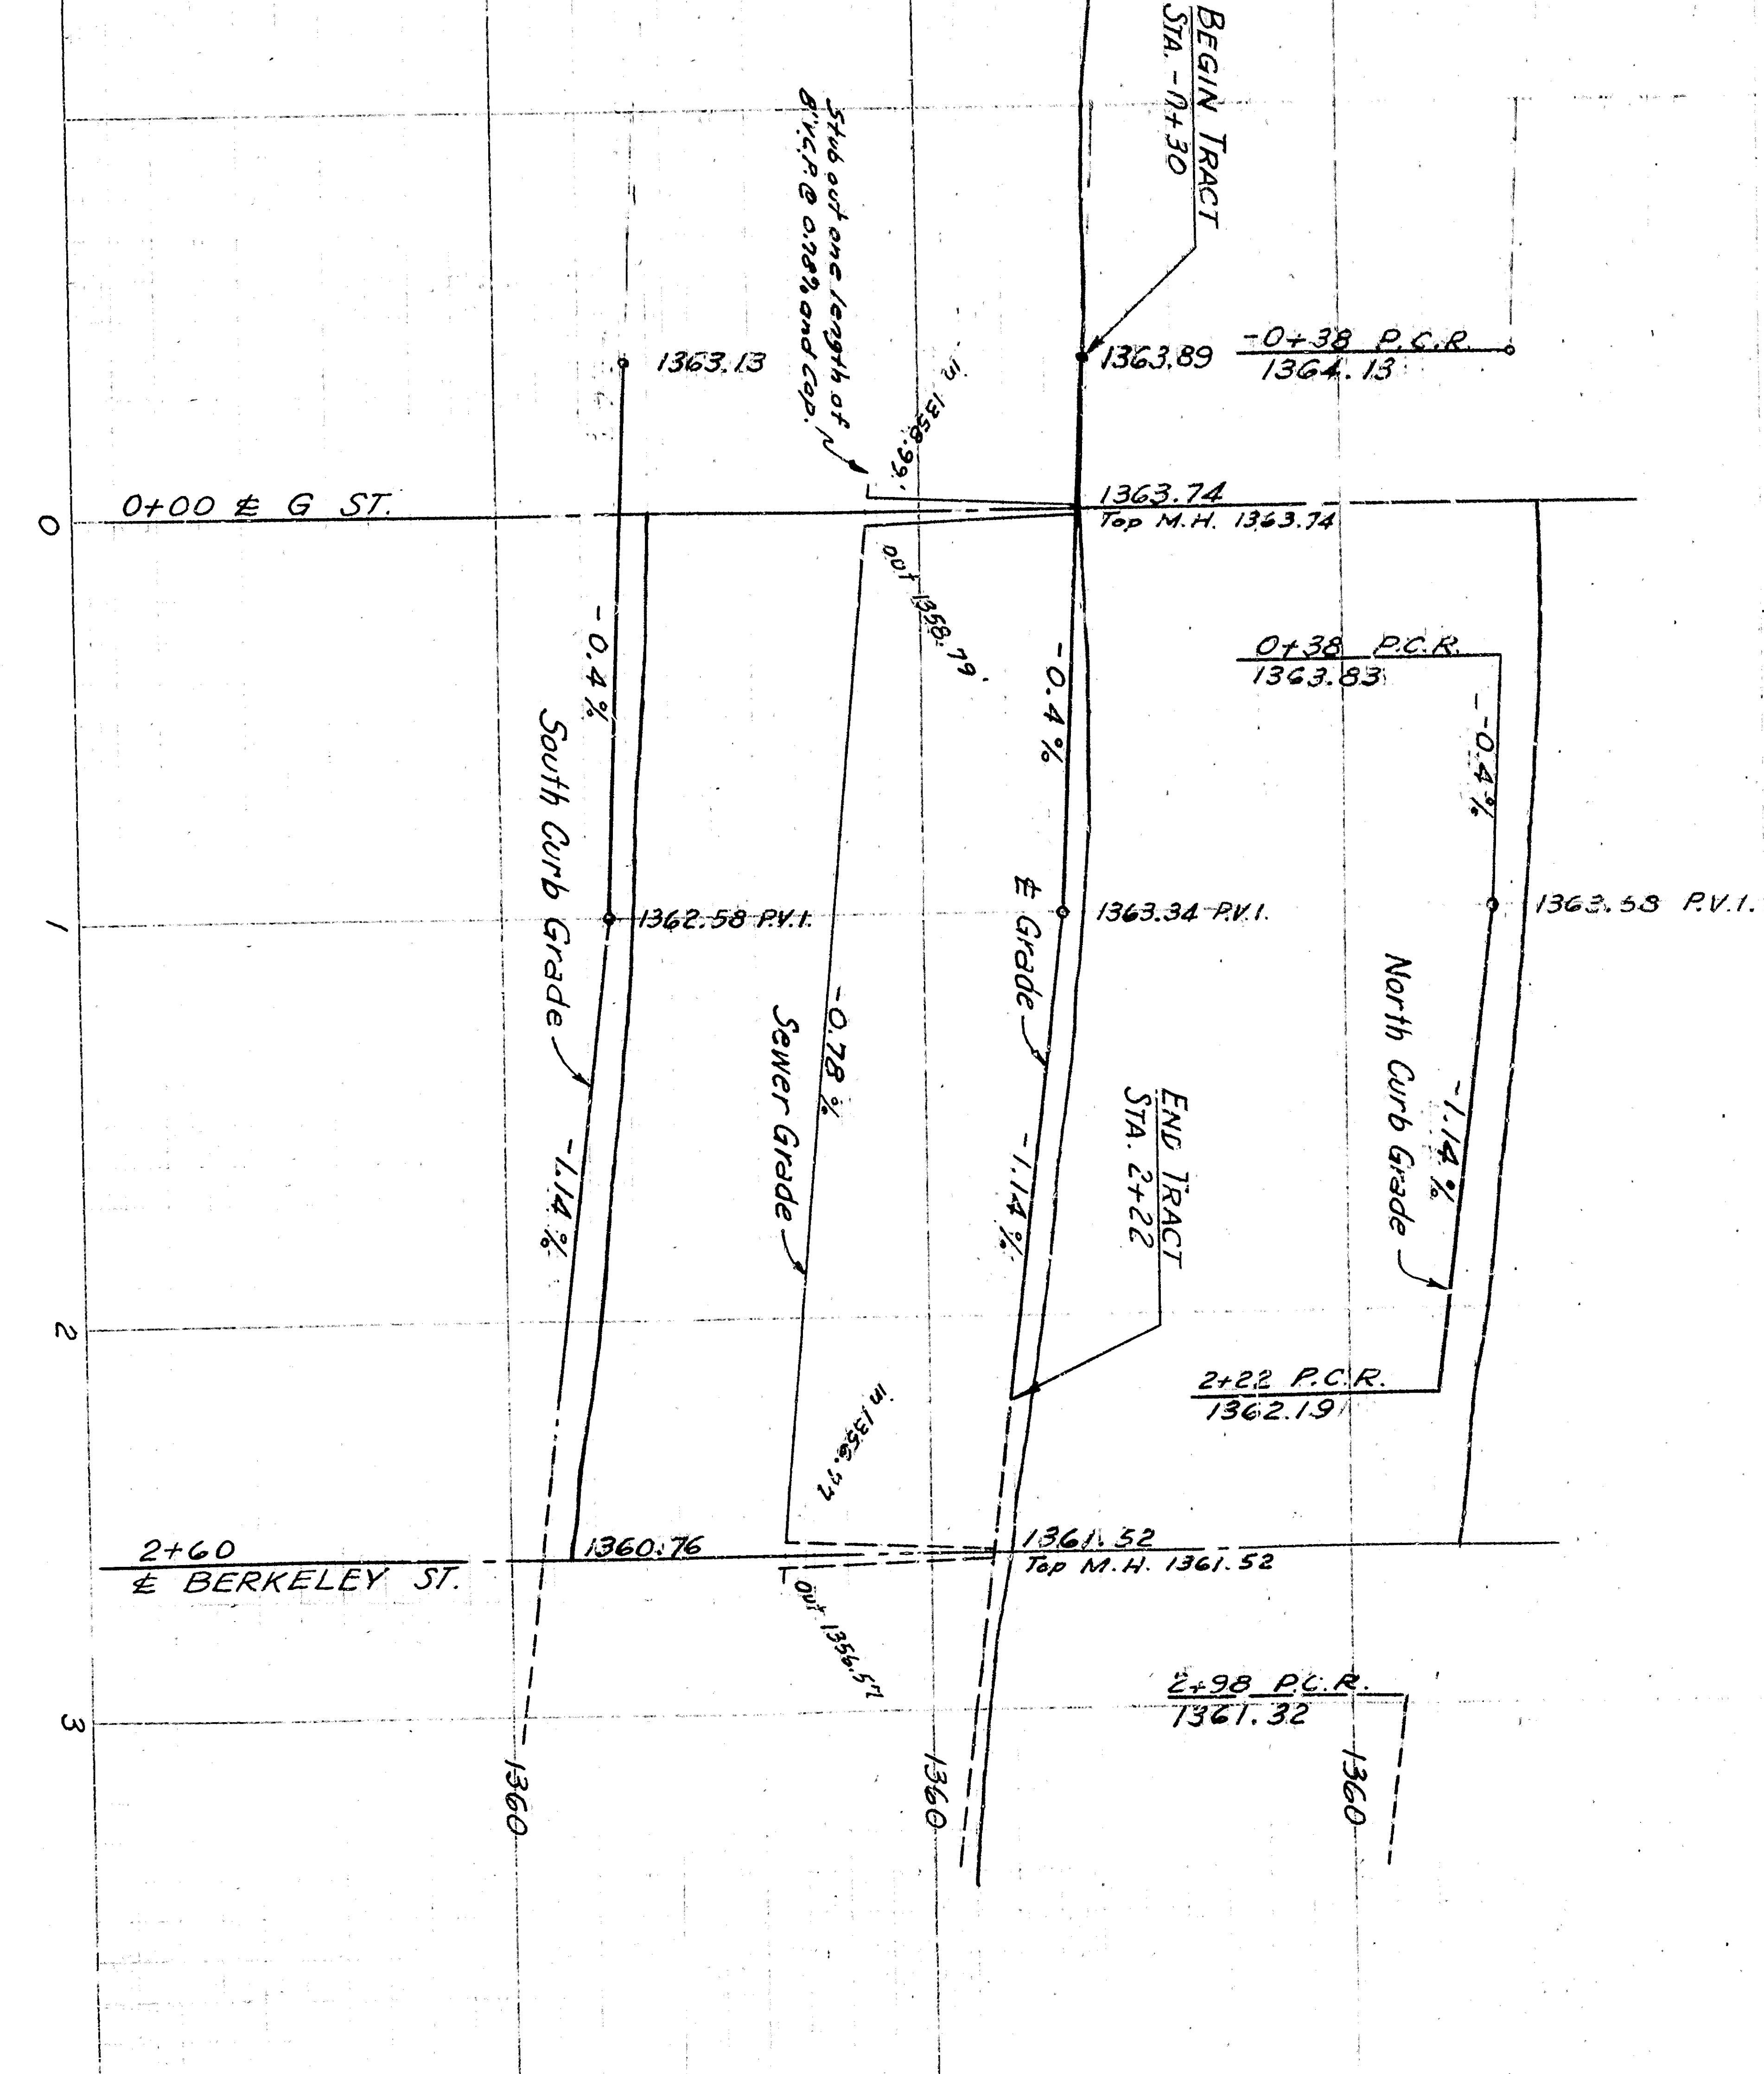 BEGIN TRACT
STA. -0+30
Stub out one length of
8" V.C.P. @ 0.78% and Cap.
1363.13
1363.89
-0+38 P.C.R.
1364.13
in 1358.99
0+00 ₵ G ST.
1363.74
Top M.H. 1363.74
0
out 1358.79
0+38 P.C.R.
1363.83
-0.4%
-0.4%
-0.4%
South Curb Grade
₵ Grade
1362.58 P.V.I.
1363.34 P.V.I.
1363.58 P.V.I.
1
North Curb Grade
-0.78%
Sewer Grade
END TRACT
STA. 2+22
-1.14%
-1.14%
-1.14%
2
2+22 P.C.R.
1362.19
in 1356.77
2+60
₵ BERKELEY ST.
1360.76
1361.52
Top M.H. 1361.52
out 1356.57
2+98 P.C.R.
1361.32
3
1360
1360
1360